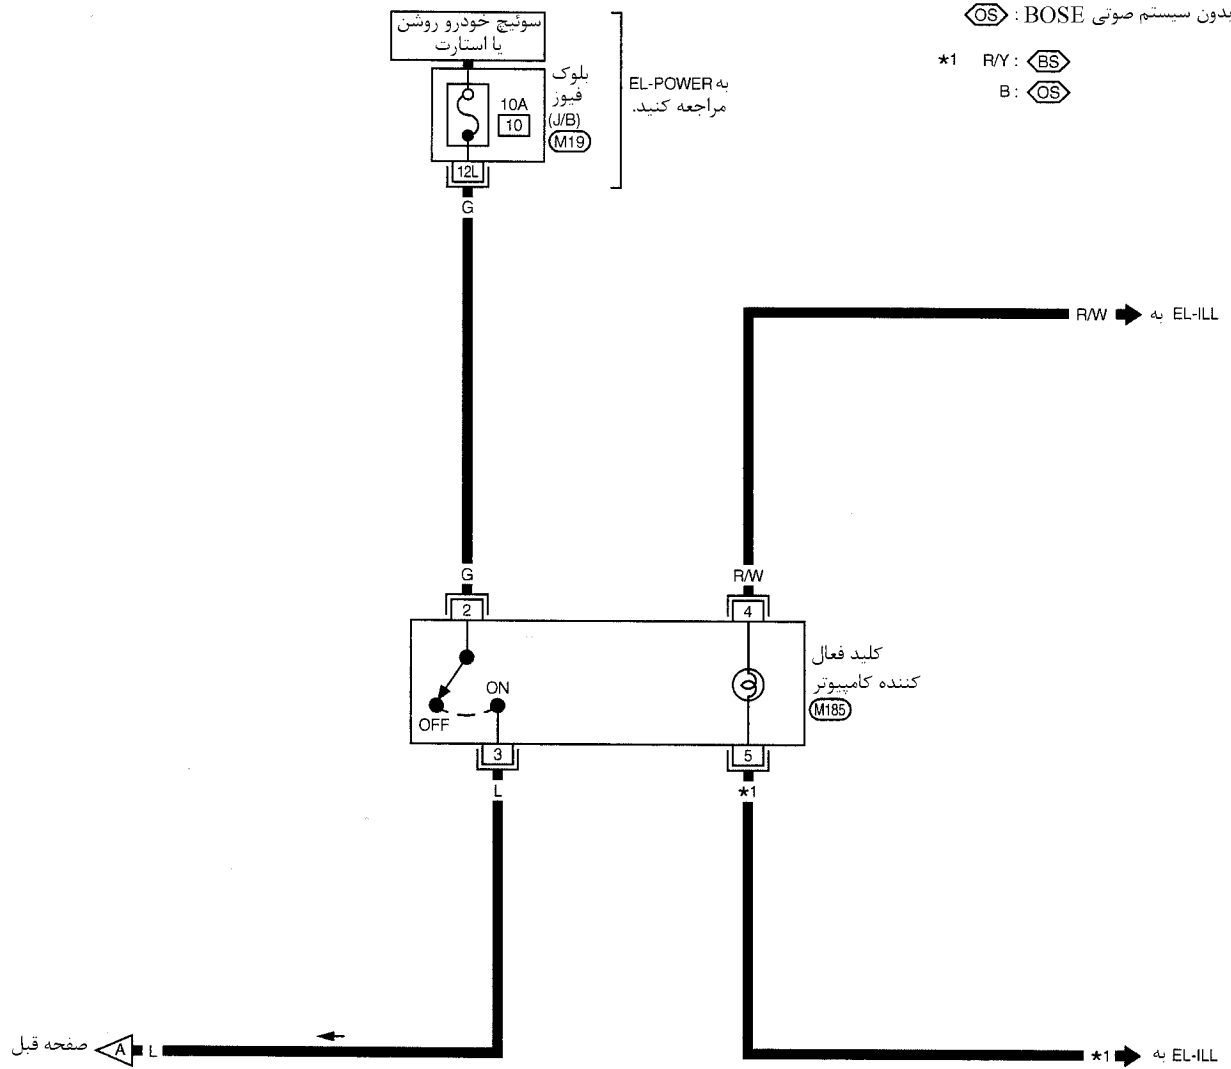 سوئیچ خودرو روشن
یا استارت
بدون سیستم صوتی BOSE : OS
*1 R/Y : BS
B : OS
بلوک
فیوز
(J/B)
M19
10A
10
به EL-POWER
مراجعه کنید.
12L
G
R/W
به EL-ILL
G
R/W
2
4
کلید فعال
کننده کامپیوتر
M185
ON
OFF
3
5
L
*1
صفحه قبل
A
L
*1
به EL-ILL